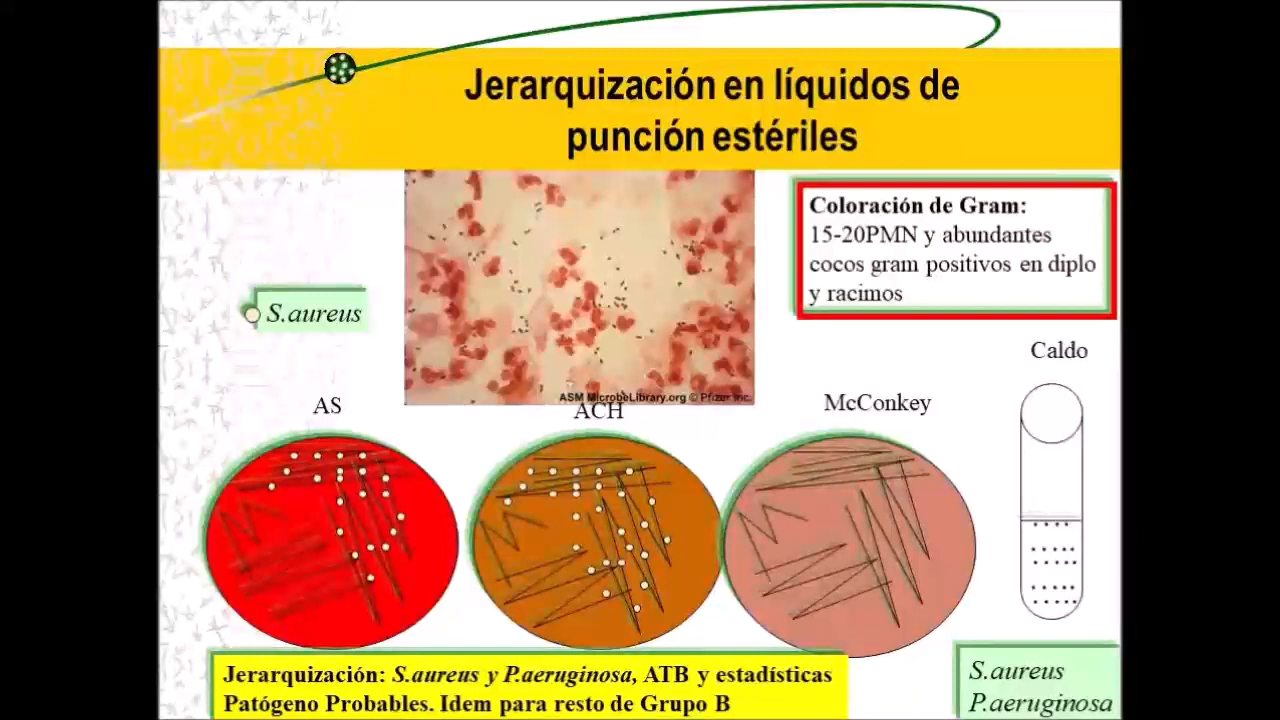 Jerarquización en líquidos de
punción estériles
Coloración de Gram:
15-20PMN y abundantes
cocos gram positivos en diplo
y racimos
S.aureus
ASM MicrobeLibrary.org © Pfizer Inc.
AS
ACH
McConkey
Caldo
Jerarquización: S.aureus y P.aeruginosa, ATB y estadísticas
Patógeno Probables. Idem para resto de Grupo B
S.aureus
P.aeruginosa